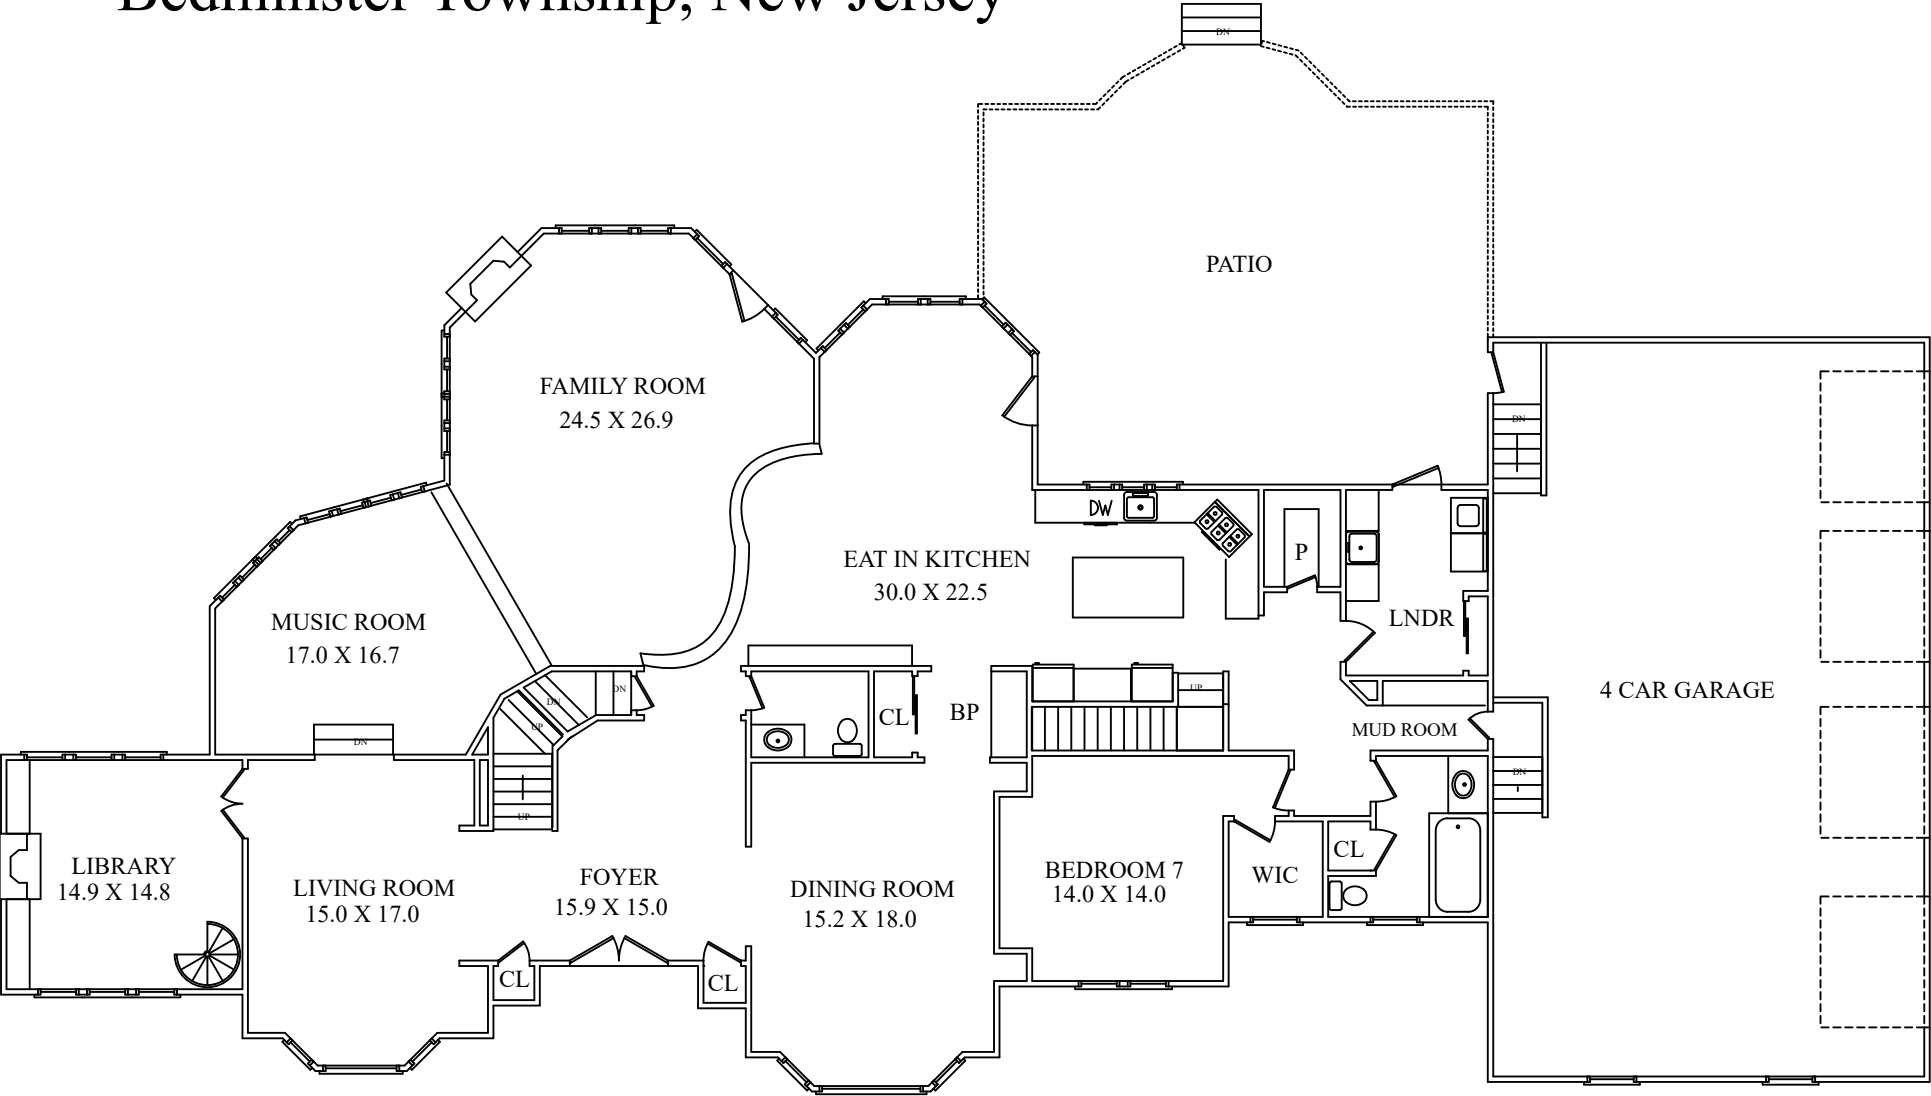 Bedminster Township, New Jersey
DN
PATIO
FAMILY ROOM
24.5 X 26.9
DN
DW
P
EAT IN KITCHEN
30.0 X 22.5
LNDR
MUSIC ROOM
17.0 X 16.7
DN
DN
UP
UP
CL
BP
4 CAR GARAGE
MUD ROOM
DN
DN
UP
LIBRARY
14.9 X 14.8
LIVING ROOM
15.0 X 17.0
FOYER
15.9 X 15.0
DINING ROOM
15.2 X 18.0
BEDROOM 7
14.0 X 14.0
WIC
CL
CL
CL